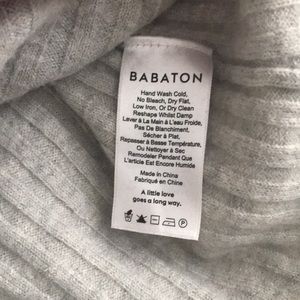 BABATON
Hand Wash Cold,
No Bleach, Dry Flat,
Low Iron, Or Dry Clean
Reshape Whilst Damp
Laver à La Main à L'eau Froide,
Pas De Blanchiment.
Sécher à Plat,
Repasser à Basse Température,
Ou Nettoyer à Sec
Remodeler Pendant Que
L'article Est Encore Humide
Made in China
Fabriqué en Chine
A little love
goes a long way.
P